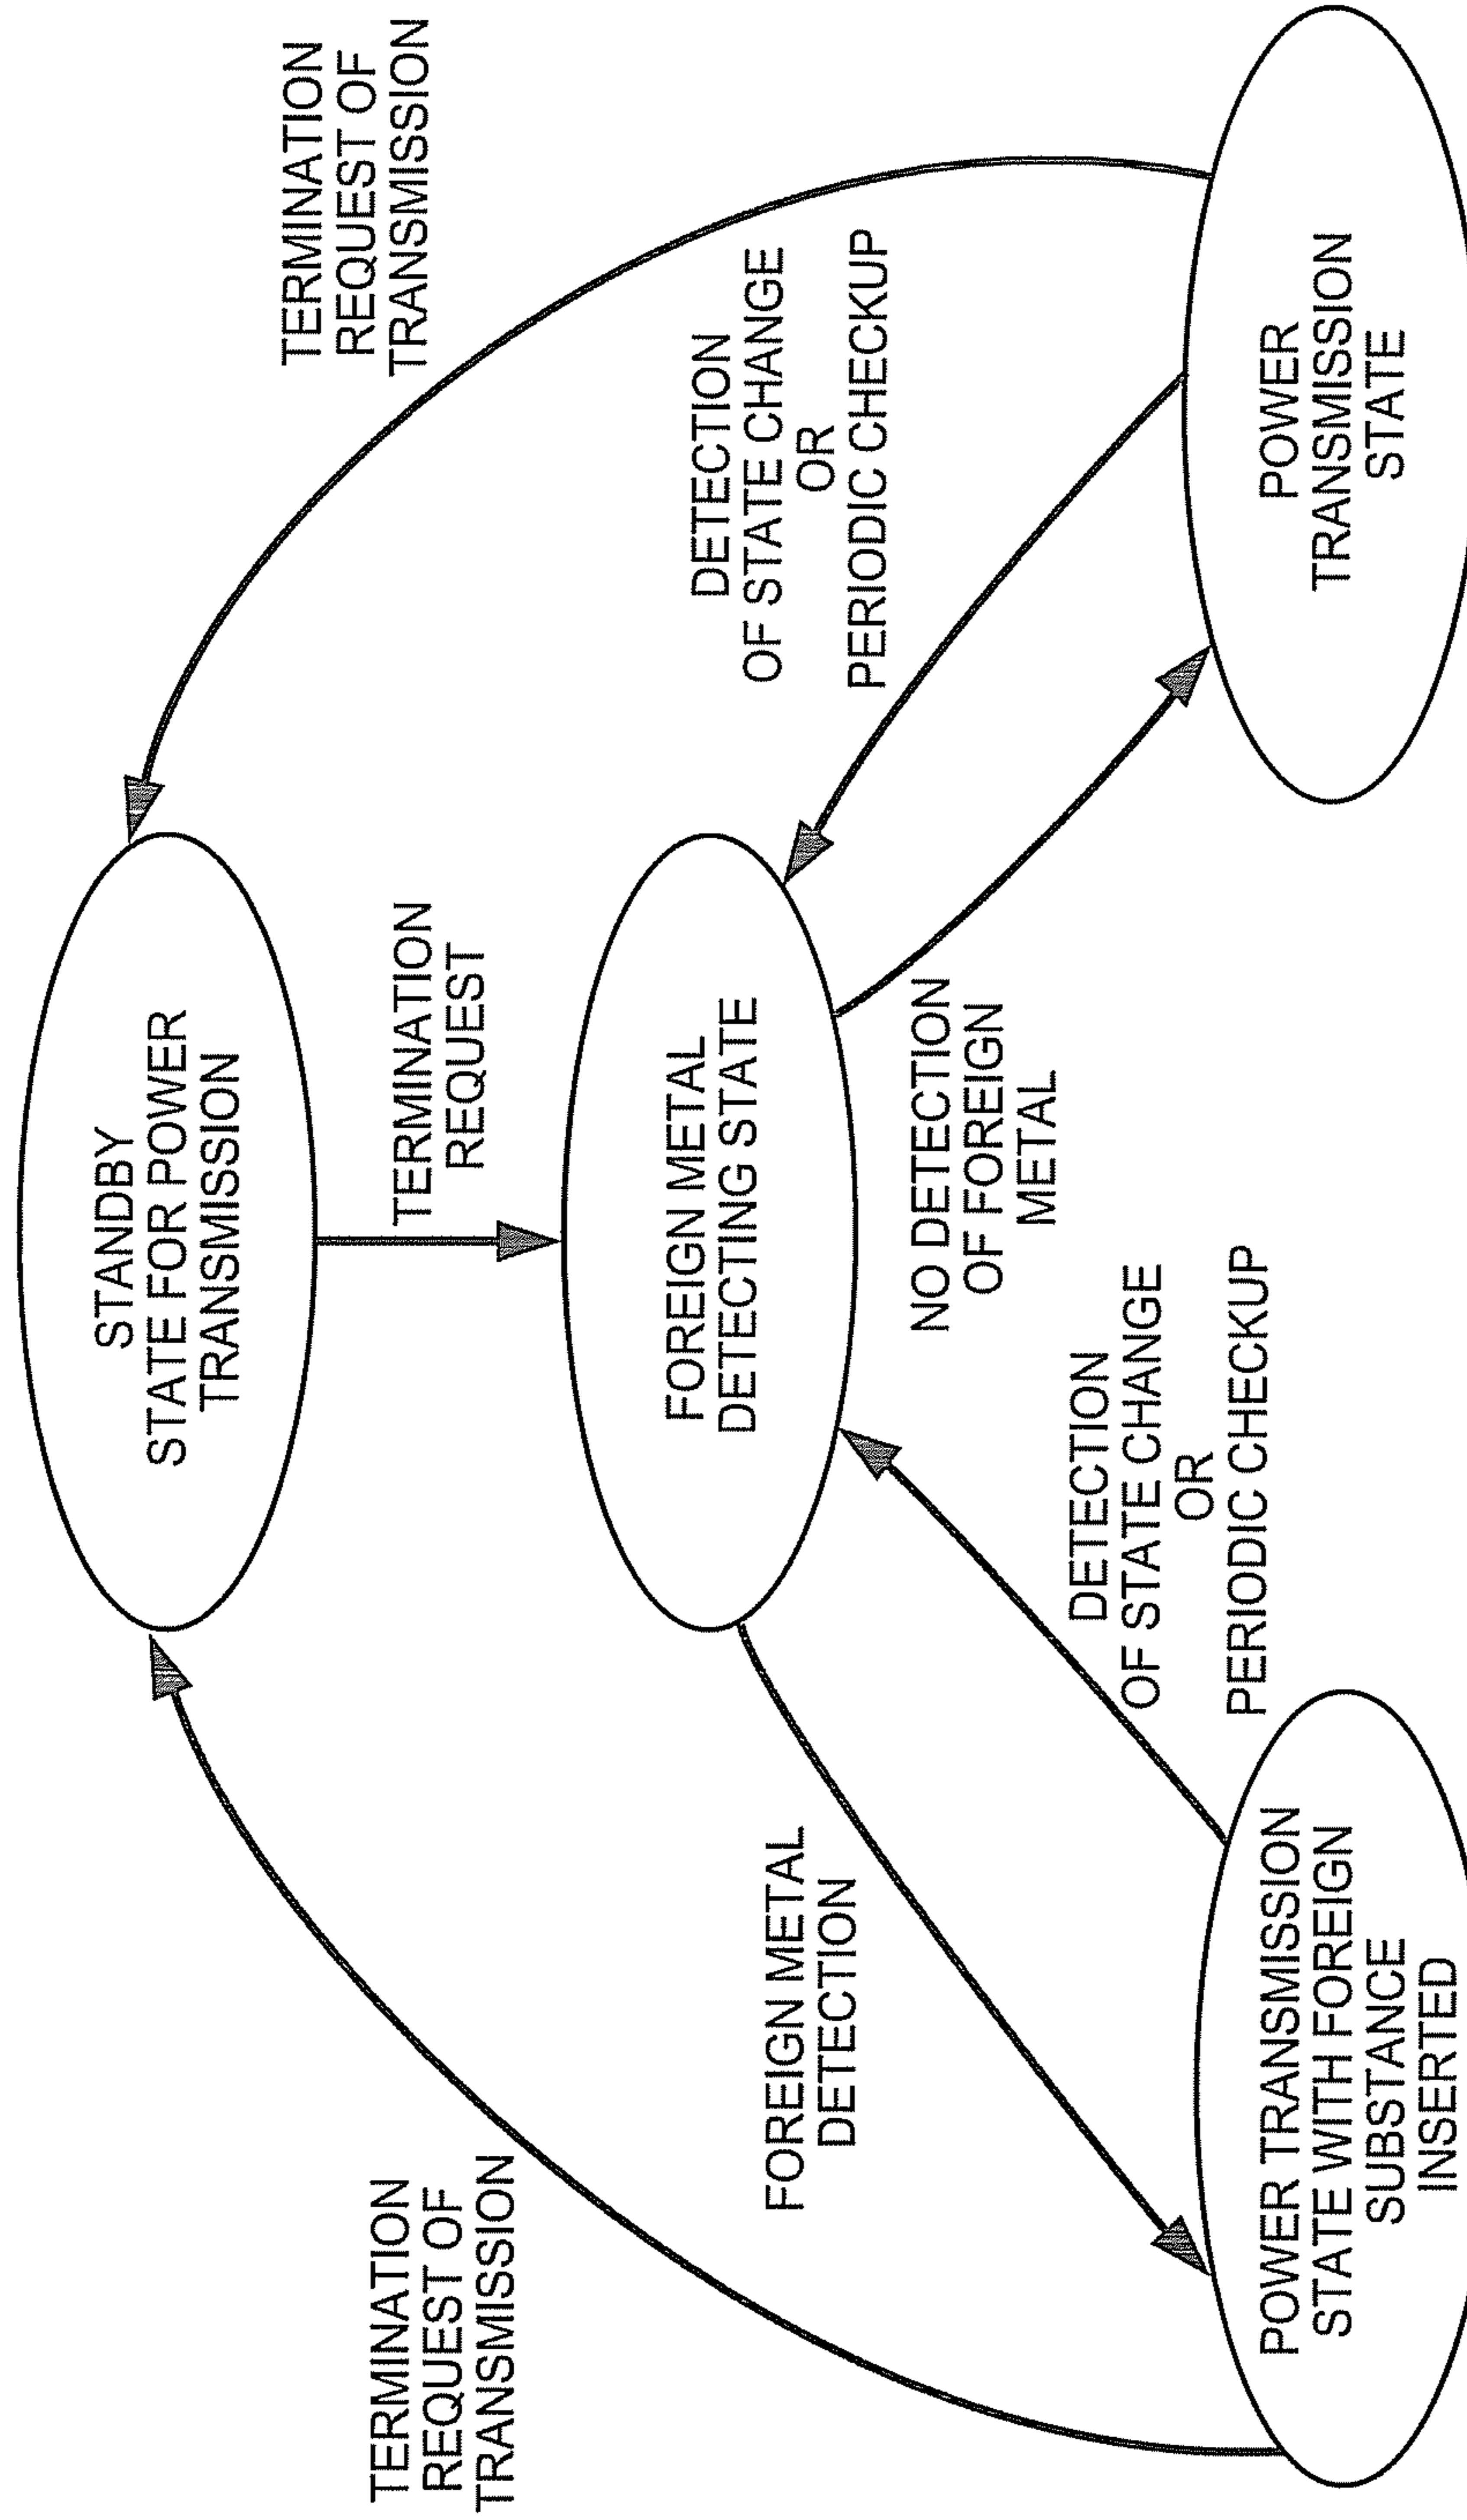 STANDBY
STATE FOR POWER
TRANSMISSION
TERMINATION
REQUEST OF
TRANSMISSION
TERMINATION
REQUEST OF
TRANSMISSION
TERMINATION
REQUEST
FOREIGN METAL
DETECTING STATE
FOREIGN METAL
DETECTION
DETECTION
OF STATE CHANGE
OR
PERIODIC CHECKUP
NO DETECTION
OF FOREIGN
METAL
DETECTION
OF STATE CHANGE
OR
PERIODIC CHECKUP
POWER TRANSMISSION
STATE WITH FOREIGN
SUBSTANCE
INSERTED
POWER
TRANSMISSION
STATE